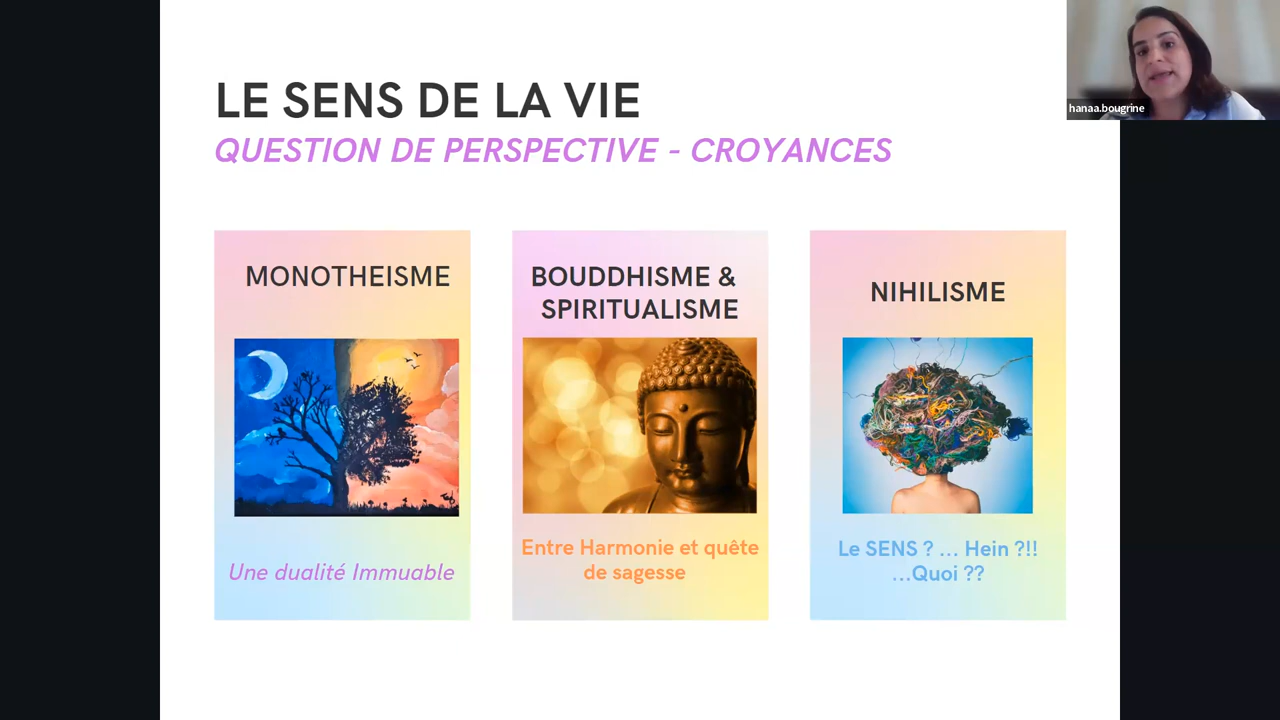 LE SENS DE LA VIE
QUESTION DE PERSPECTIVE - CROYANCES
hanaa.bougrine
MONOTHEISME
Une dualité Immuable
BOUDDHISME &
SPIRITUALISME
Entre Harmonie et quête
de sagesse
NIHILISME
Le SENS ? ... Hein ?!!
...Quoi ??